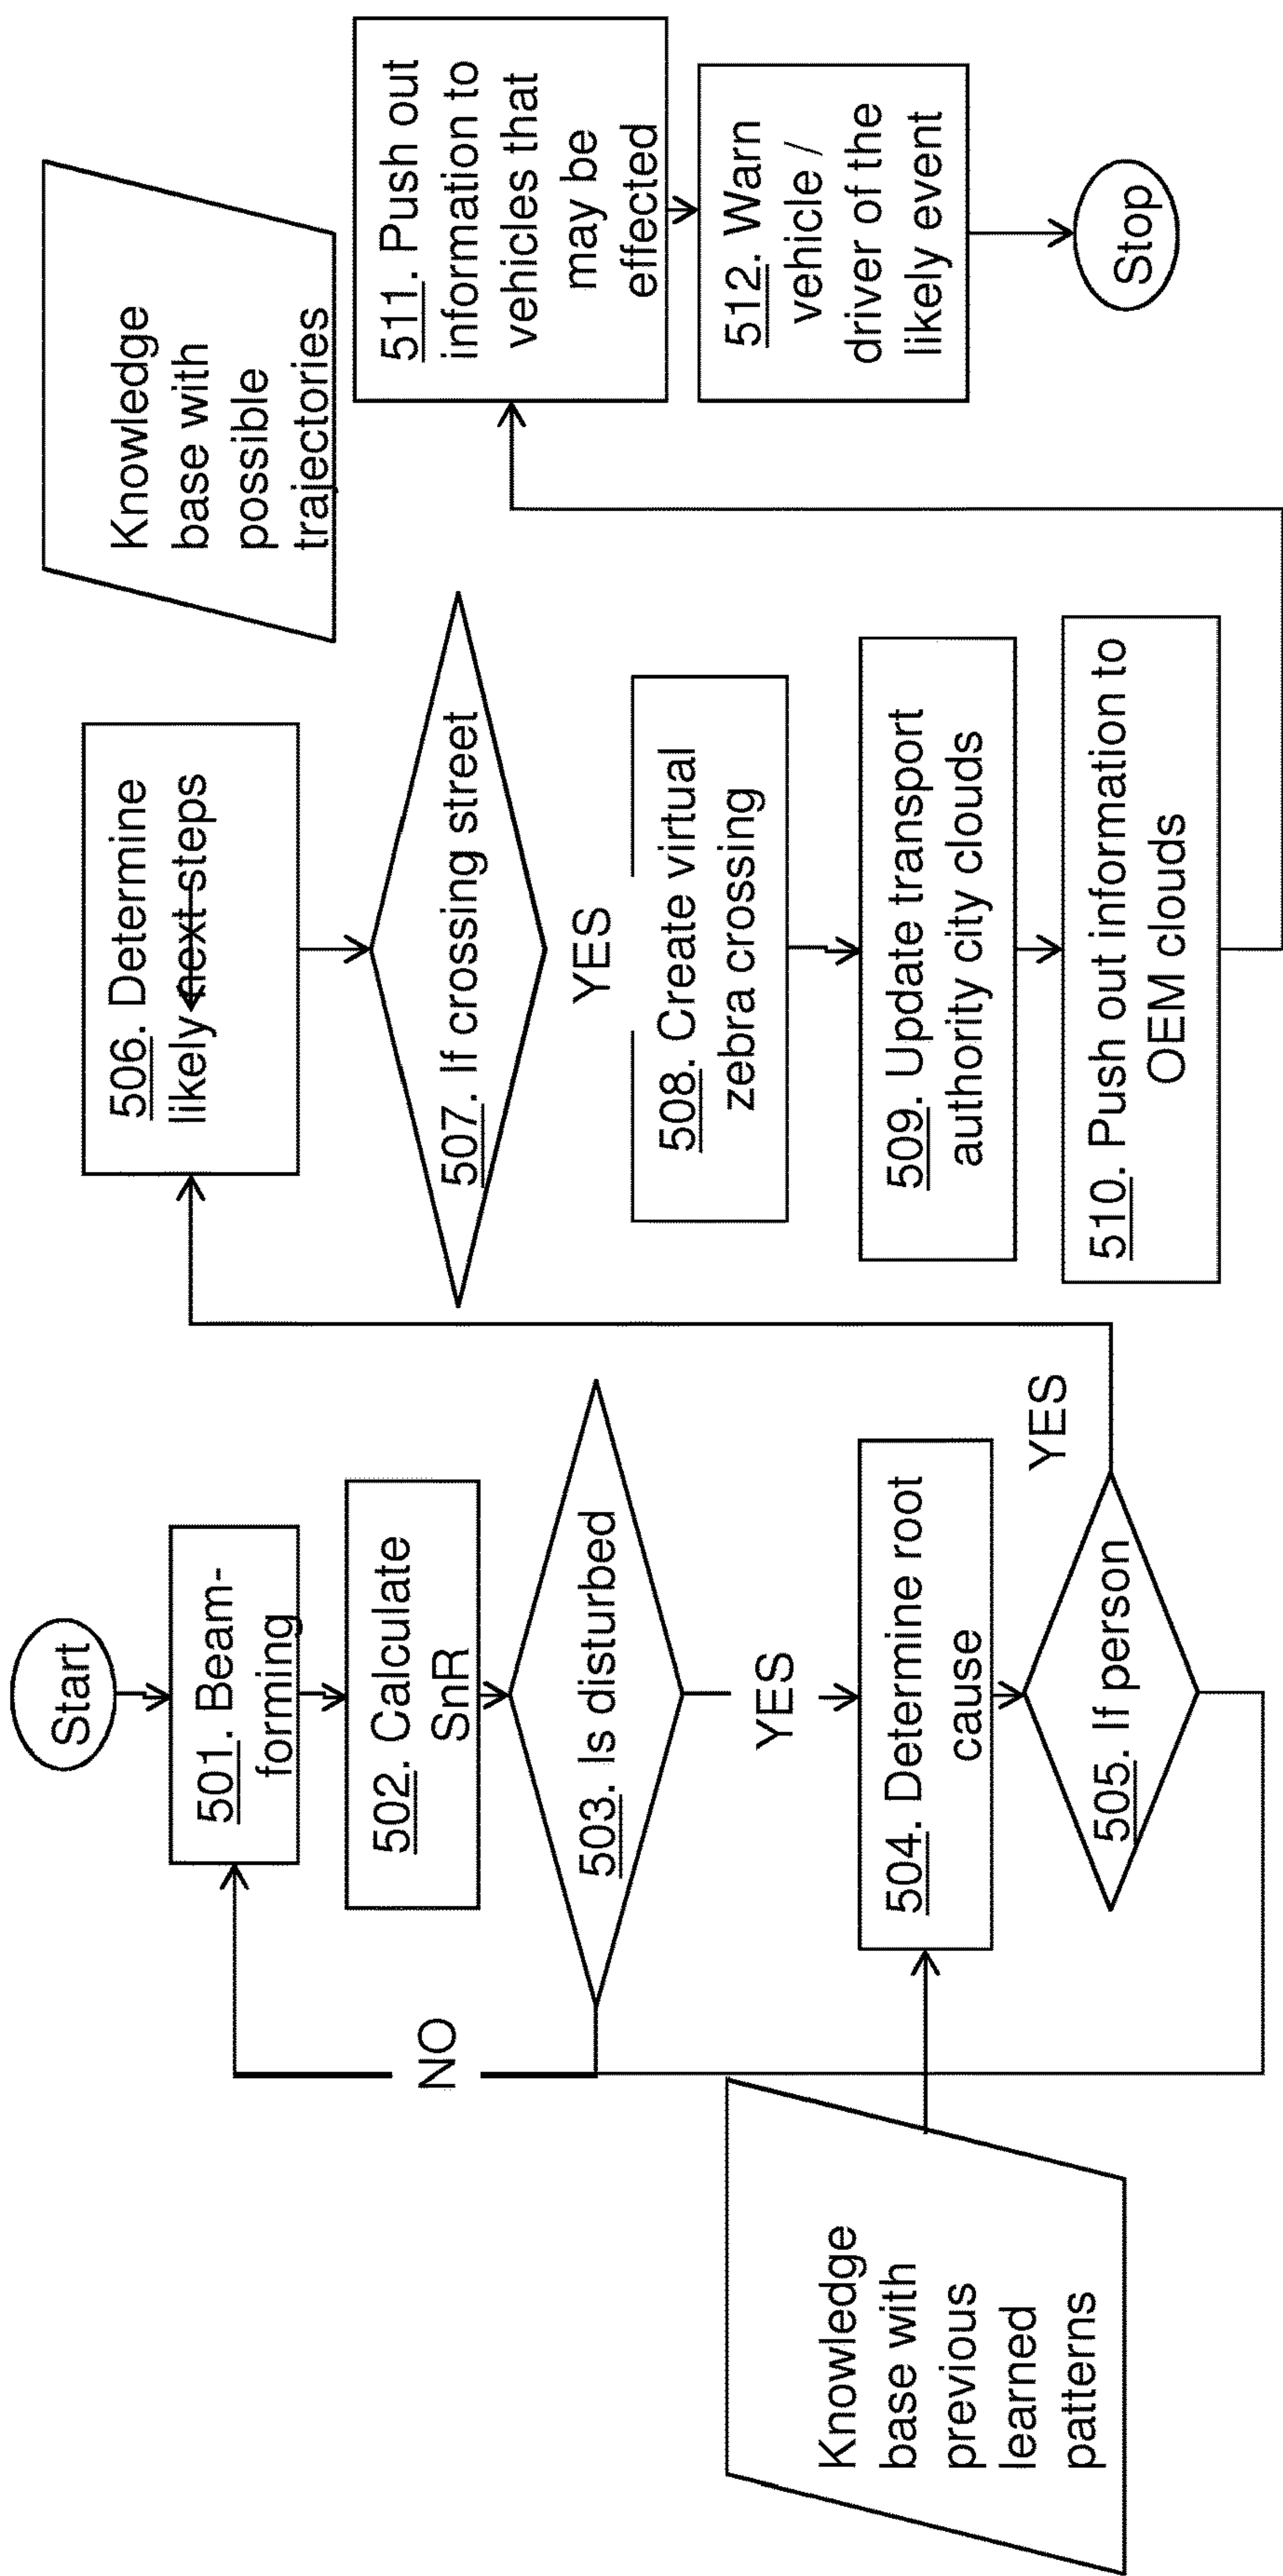 Start
501. Beam-
forming
502. Calculate
SnR
503. Is disturbed
NO
YES
Knowledge
base with
previous
learned
patterns
504. Determine root
cause
505. If person
YES
506. Determine
likely next steps
Knowledge
base with
possible
trajectories
507. If crossing street
YES
508. Create virtual
zebra crossing
509. Update transport
authority city clouds
510. Push out information to
OEM clouds
511. Push out
information to
vehicles that
may be
effected
512. Warn
vehicle /
driver of the
likely event
Stop